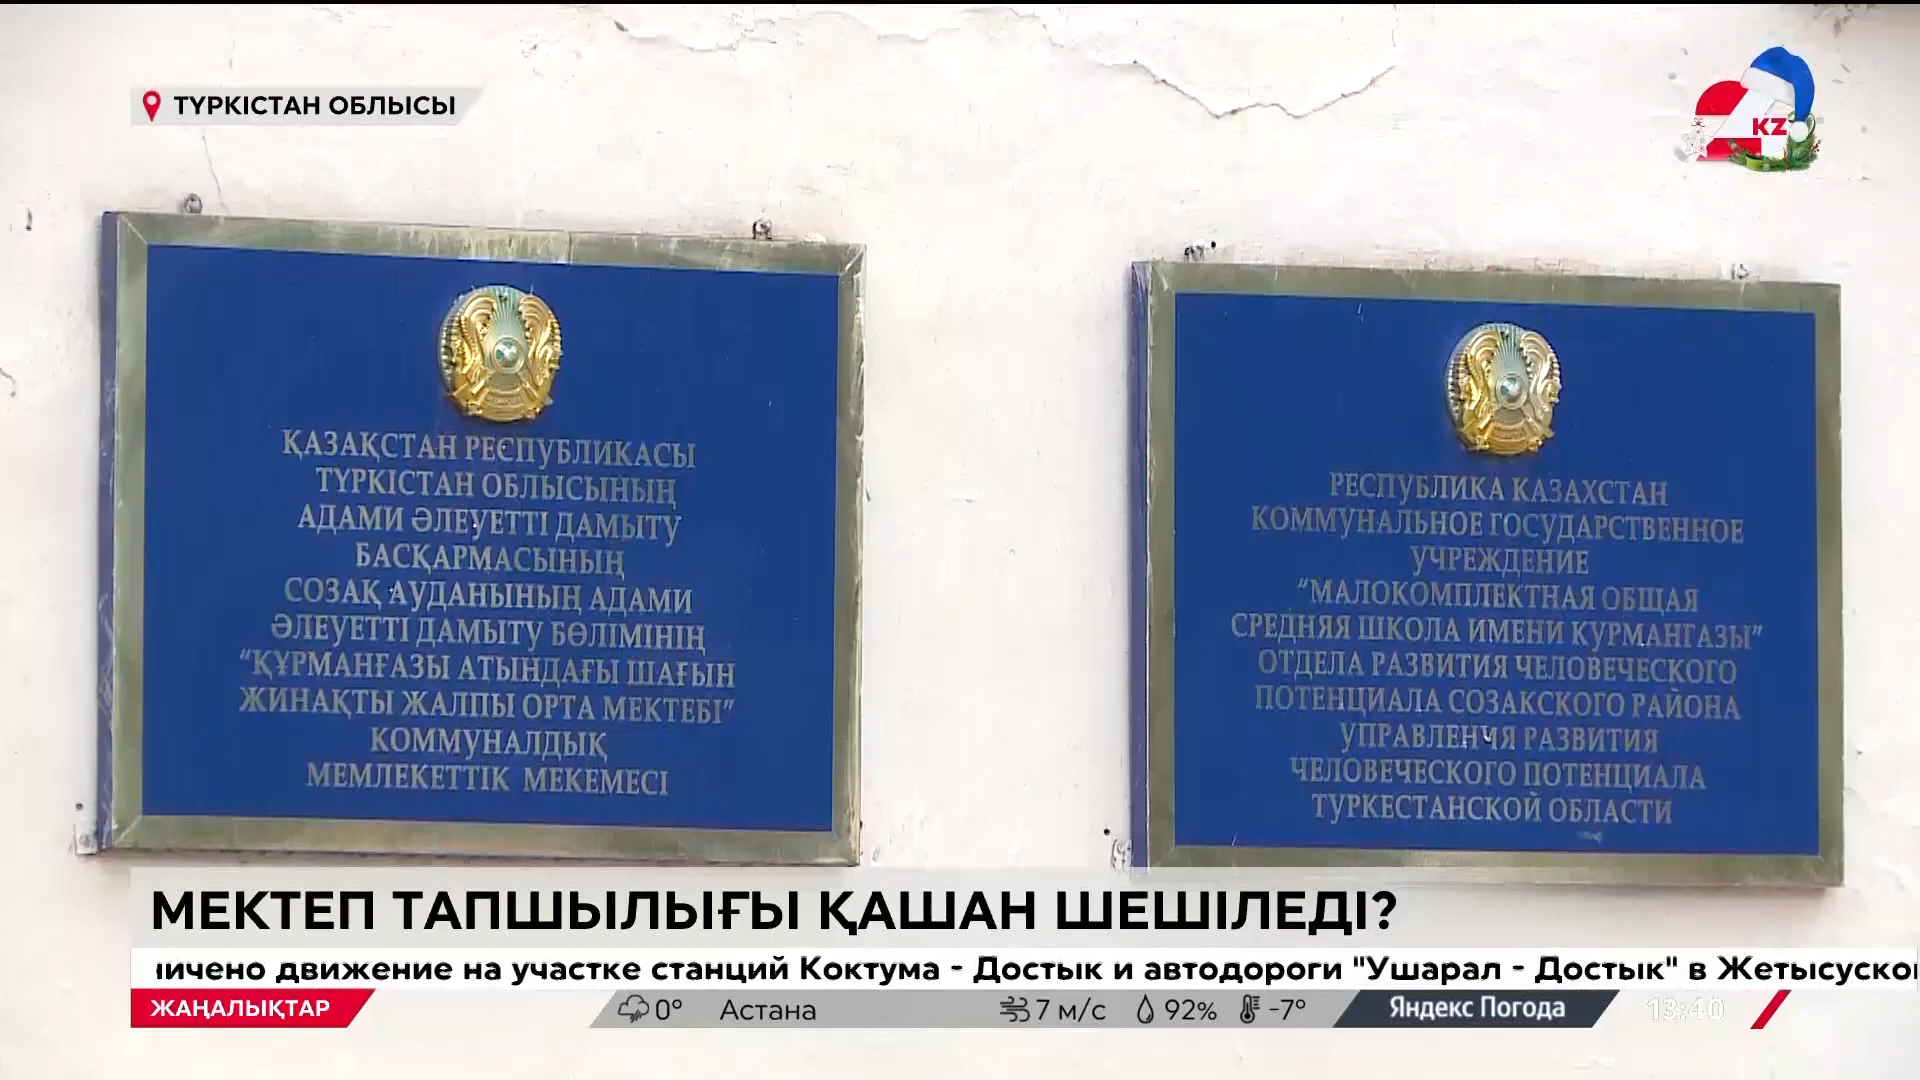 ТҮРКІСТАН ОБЛЫСЫ
KZ
ҚАЗАҚСТАН РЕСПУБЛИКАСЫ
ТҮРКІСТАН ОБЛЫСЫНЫҢ
АДАМИ ӘЛЕУЕТТІ ДАМЫТУ
БАСҚАРМАСЫНЫҢ
СОЗАҚ АУДАНЫНЫҢ АДАМИ
ӘЛЕУЕТТІ ДАМЫТУ БӨЛІМІНІҢ
“ҚҰРМАНҒАЗЫ АТЫНДАҒЫ ШАҒЫН
ЖИНАҚТЫ ЖАЛПЫ ОРТА МЕКТЕБІ”
КОММУНАЛДЫҚ
МЕМЛЕКЕТТІК МЕКЕМЕСІ
РЕСПУБЛИКА КАЗАХСТАН
КОММУНАЛЬНОЕ ГОСУДАРСТВЕННОЕ
УЧРЕЖДЕНИЕ
“МАЛОКОМПЛЕКТНАЯ ОБЩАЯ
СРЕДНЯЯ ШКОЛА ИМЕНИ КУРМАНГАЗЫ”
ОТДЕЛА РАЗВИТИЯ ЧЕЛОВЕЧЕСКОГО
ПОТЕНЦИАЛА СОЗАКСКОГО РАЙОНА
УПРАВЛЕНЧЯ РАЗВИТИЯ
ЧЕЛОВЕЧЕСКОГО ПОТЕНЦИАЛА
ТУРКЕСТАНСКОЙ ОБЛАСТИ
МЕКТЕП ТАПШЫЛЫҒЫ ҚАШАН ШЕШІЛЕДІ?
ничено движение на участке станций Коктума - Достык и автодороги "Ушарал - Достык" в Жетысуско
ЖАҢАЛЫҚТАР 0° Астана 7 м/с 92% -7° Яндекс Погода 13:40